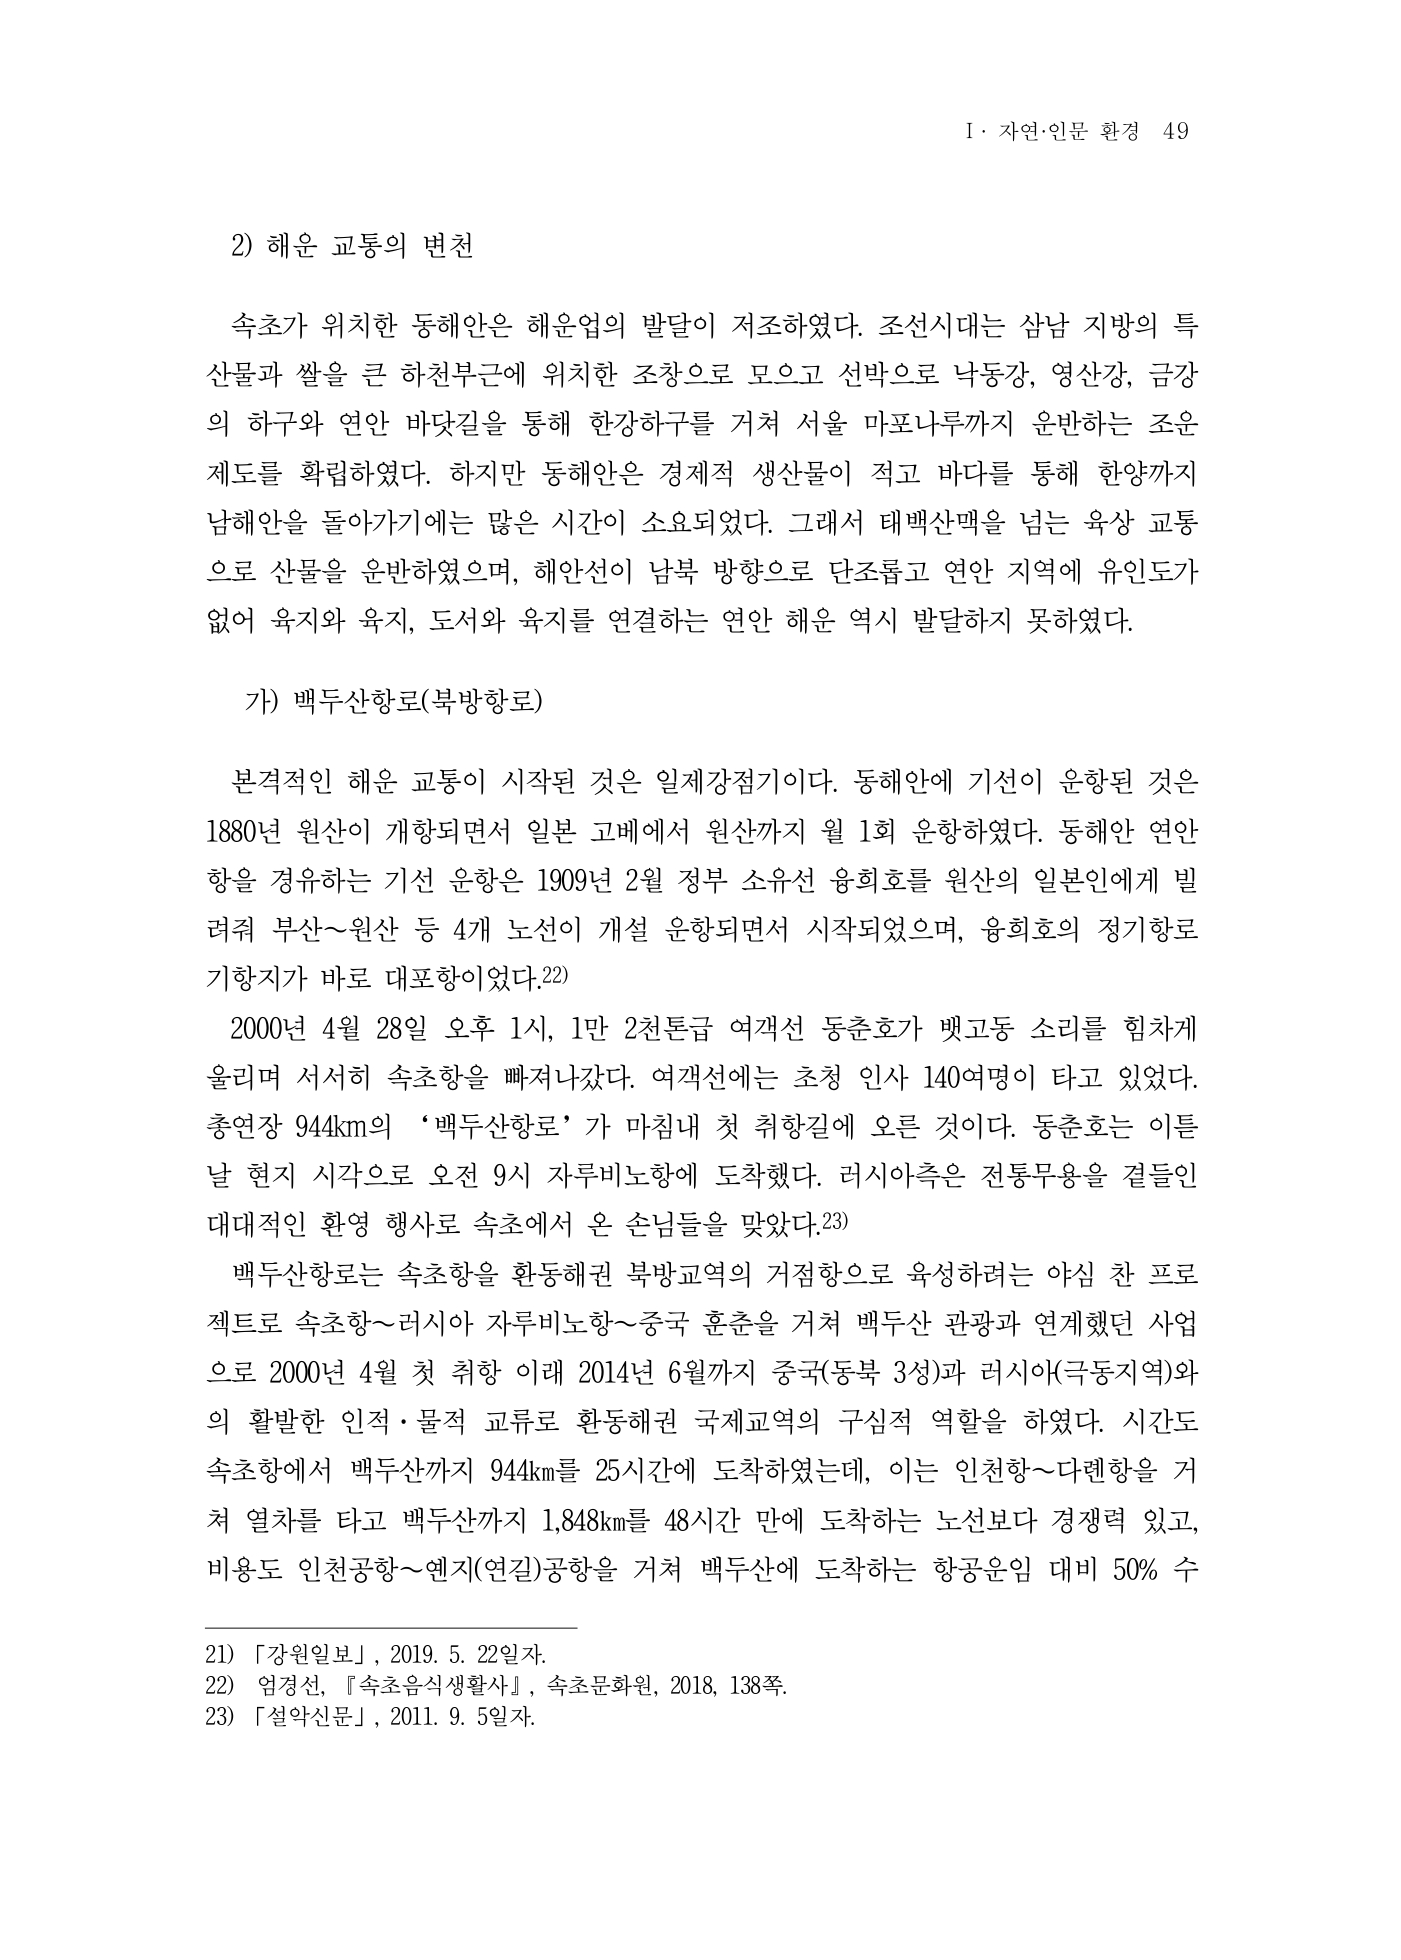 Ⅰ· 자연·인문 환경 49
2) 해운 교통의 변천
속초가 위치한 동해안은 해운업의 발달이 저조하였다. 조선시대는 삼남 지방의 특
산물과 쌀을 큰 하천부근에 위치한 조창으로 모으고 선박으로 낙동강, 영산강, 금강
의 하구와 연안 바닷길을 통해 한강하구를 거쳐 서울 마포나루까지 운반하는 조운
제도를 확립하였다. 하지만 동해안은 경제적 생산물이 적고 바다를 통해 한양까지
남해안을 돌아가기에는 많은 시간이 소요되었다. 그래서 태백산맥을 넘는 육상 교통
으로 산물을 운반하였으며, 해안선이 남북 방향으로 단조롭고 연안 지역에 유인도가
없어 육지와 육지, 도서와 육지를 연결하는 연안 해운 역시 발달하지 못하였다.
가) 백두산항로(북방항로)
본격적인 해운 교통이 시작된 것은 일제강점기이다. 동해안에 기선이 운항된 것은
1880년 원산이 개항되면서 일본 고베에서 원산까지 월 1회 운항하였다. 동해안 연안
항을 경유하는 기선 운항은 1909년 2월 정부 소유선 융희호를 원산의 일본인에게 빌
려줘 부산～원산 등 4개 노선이 개설 운항되면서 시작되었으며, 융희호의 정기항로
기항지가 바로 대포항이었다.22)
2000년 4월 28일 오후 1시, 1만 2천톤급 여객선 동춘호가 뱃고동 소리를 힘차게
울리며 서서히 속초항을 빠져나갔다. 여객선에는 초청 인사 140여명이 타고 있었다.
총연장 944km의 ‘백두산항로’가 마침내 첫 취항길에 오른 것이다. 동춘호는 이튿
날 현지 시각으로 오전 9시 자루비노항에 도착했다. 러시아측은 전통무용을 곁들인
대대적인 환영 행사로 속초에서 온 손님들을 맞았다.23)
백두산항로는 속초항을 환동해권 북방교역의 거점항으로 육성하려는 야심 찬 프로
젝트로 속초항～러시아 자루비노항～중국 훈춘을 거쳐 백두산 관광과 연계했던 사업
으로 2000년 4월 첫 취항 이래 2014년 6월까지 중국(동북 3성)과 러시아(극동지역)와
의 활발한 인적·물적 교류로 환동해권 국제교역의 구심적 역할을 하였다. 시간도
속초항에서 백두산까지 944㎞를 25시간에 도착하였는데, 이는 인천항～다롄항을 거
쳐 열차를 타고 백두산까지 1,848㎞를 48시간 만에 도착하는 노선보다 경쟁력 있고,
비용도 인천공항～옌지(연길)공항을 거쳐 백두산에 도착하는 항공운임 대비 50% 수
21) 「강원일보」, 2019. 5. 22일자.
22) 엄경선, 『속초음식생활사』, 속초문화원, 2018, 138쪽.
23) 「설악신문」, 2011. 9. 5일자.